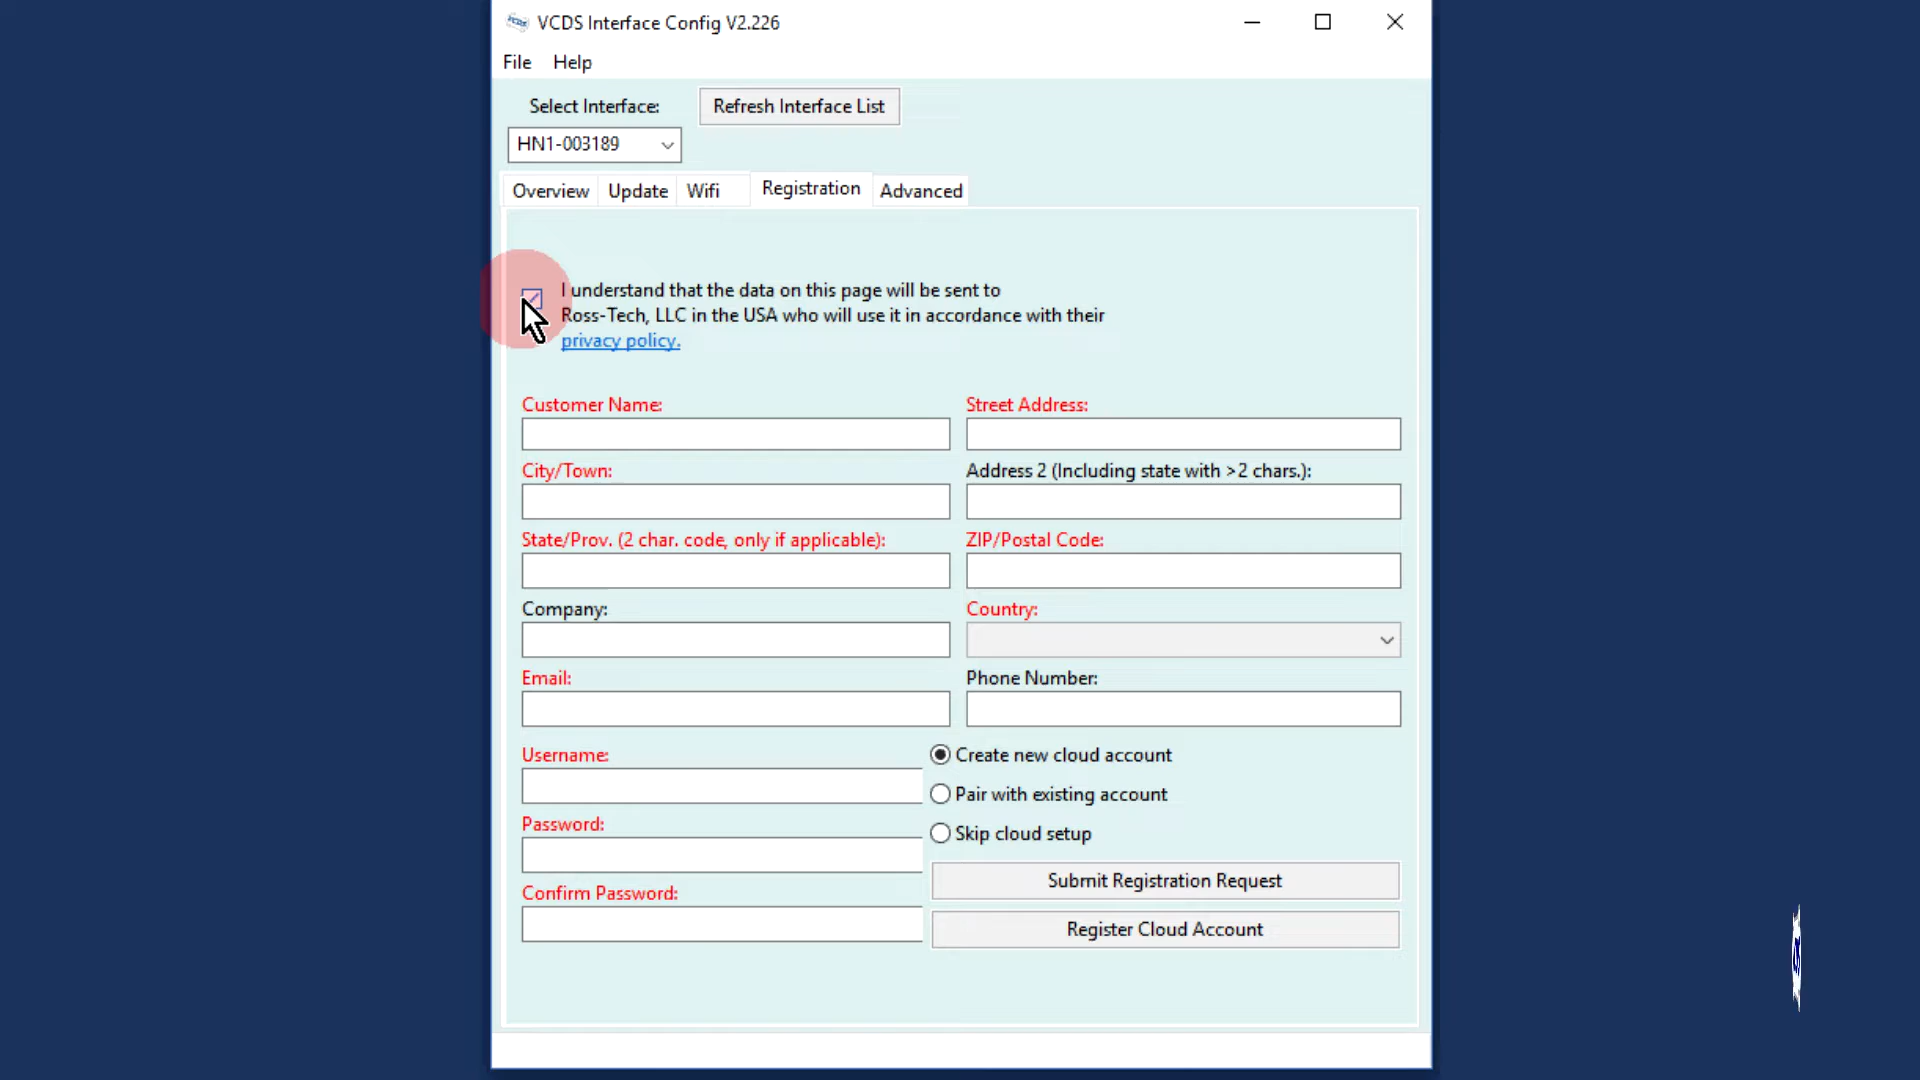 VCDS Interface Config V2.226
File Help
Select Interface: Refresh Interface List
HN1-003189
Overview Update Wifi Registration Advanced
I understand that the data on this page will be sent to
Ross-Tech, LLC in the USA who will use it in accordance with their
privacy policy.
Customer Name: Street Address:
City/Town: Address 2 (Including state with >2 chars.):
State/Prov. (2 char. code, only if applicable): ZIP/Postal Code:
Company: Country:
Email: Phone Number:
Username: Create new cloud account
Pair with existing account
Password: Skip cloud setup
Submit Registration Request
Confirm Password:
Register Cloud Account